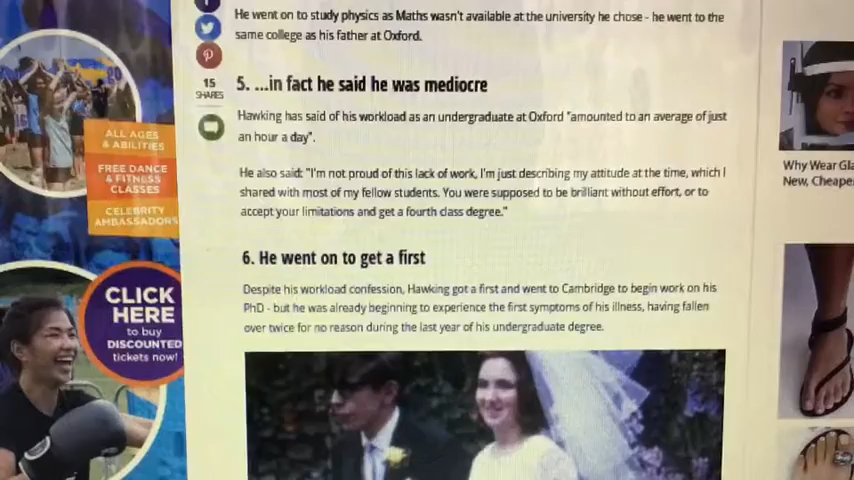 He went on to study physics as Maths wasn't available at the university he chose - he went to the
same college as his father at Oxford.
15
SHARES
5. ...in fact he said he was mediocre
Hawking has said of his workload as an undergraduate at Oxford "amounted to an average of just
an hour a day".
He also said: "I'm not proud of this lack of work, I'm just describing my attitude at the time, which I
shared with most of my fellow students. You were supposed to be brilliant without effort, or to
accept your limitations and get a fourth class degree."
6. He went on to get a first
Despite his workload confession, Hawking got a first and went to Cambridge to begin work on his
PhD - but he was already beginning to experience the first symptoms of his illness, having fallen
over twice for no reason during the last year of his undergraduate degree.
ALL AGES
& ABILITIES
FREE DANCE
& FITNESS
CLASSES
CELEBRITY
AMBASSADORS
CLICK
HERE
to buy
DISCOUNTED
tickets now!
Why Wear
New,